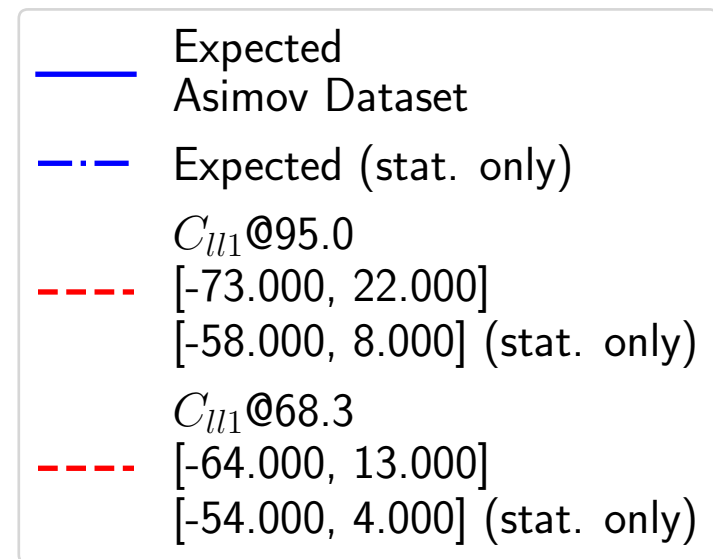 Expected
Asimov Dataset
Expected (stat. only)
C_{ll1}@95.0
[-73.000, 22.000]
[-58.000, 8.000] (stat. only)
C_{ll1}@68.3
[-64.000, 13.000]
[-54.000, 4.000] (stat. only)